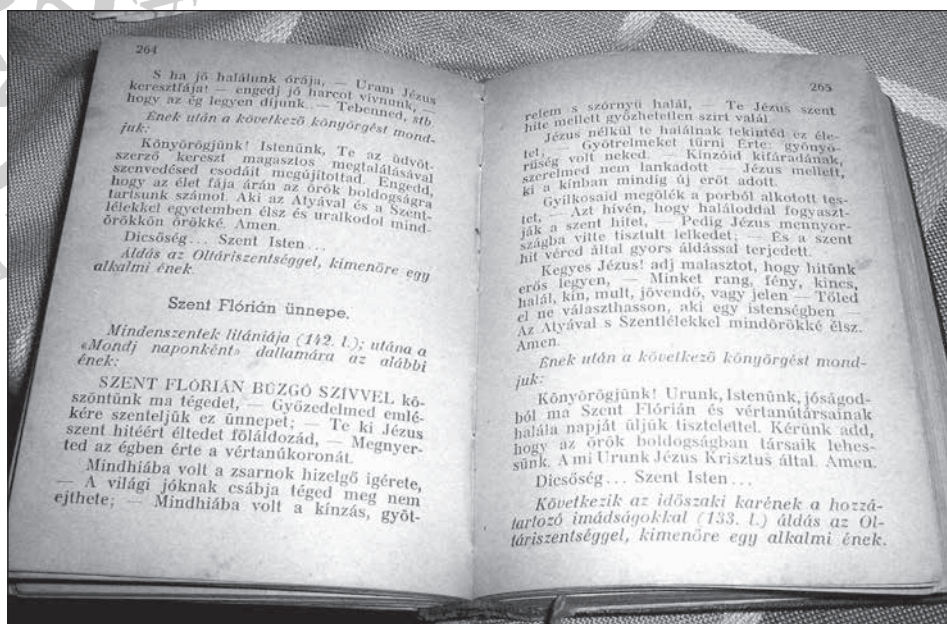 264
S ha jó halálunk órája, — Uram Jézus
keresztfája! — engedj jó harcot vívnunk, —
hogy az ég legyen díjunk. — Tebenned, stb.
Ének után a következő könyörgést mond-
juk:
Könyörögjünk! Istenünk, Te az üdvöt-
szerző kereszt magasztos megtalálásával
szenvedésed csodáit megújítottad. Engedd,
hogy az élet fája árán az örök boldogságra
tartsunk számot. Aki az Atyával és a Szent-
lélekkel egyetemben élsz és uralkodol mind-
örökkön örökké. Amen.
Dicsőség... Szent Isten...
Áldás az Oltáriszentséggel, kimenőre egy
alkalmi ének.
Szent Flórián ünnepe.
Mindenszentek litániája (142. l.); utána a
«Mondj naponként» dallamára az alábbi
ének:
SZENT FLÓRIÁN BÚZGÓ SZÍVVEL kö-
szöntünk ma tégedet, — Győzedelmed emlé-
kére szenteljük ez ünnepet; — Te ki Jézus
szent hitéért éltedet föláldozád, — Megnyer-
ted az égben érte a vértanúkoronát.
Mindhiába volt a zsarnok hizelgő igérete,
— A világi jóknak csábja téged meg nem
ejthete; — Mindhiába volt a kínzás, gyöt-
265
relem s szörnyű halál, — Te Jézus szent
hite mellett győzhetetlen szirt valál.
Jézus nélkül te halálnak tekintéd ez éle-
tet, — Gyötrelmeket tűrni Érte: gyönyö-
rűség volt neked. — Kínzóid kifáradának,
szerelmed nem lankadott — Jézus mellett,
ki a kínban mindig új erőt adott.
Gyilkosaid megölék a porból alkotott tes-
tet, — Azt hívén, hogy haláloddal fogyaszt-
ják a szent hitet, — Pedig Jézus mennyor-
szágba vitte tisztult lelkedet; — És a szent
hit véred által gyors áldással terjedett.
Kegyes Jézus! adj malasztot, hogy hitünk
erős legyen, — Minket rang, fény, kincs,
halál, kín, mult, jövendő, vagy jelen — Tőled
el ne választhasson, aki egy istenségben —
Az Atyával s Szentlélekkel mindörökké élsz.
Amen.
Ének után a következő könyörgést mond-
juk:
Könyörögjünk! Urunk, Istenünk, jóságod-
ból ma Szent Flórián és vértanútársainak
halála napját üljük tisztelettel. Kérünk add,
hogy az örök boldogságban társaik lehes-
sünk. A mi Urunk Jézus Krisztus által. Amen.
Dicsőség... Szent Isten...
Következik az időszaki karének a hozzá-
tartozó imádságokkal (133. l.) áldás az Ol-
táriszentséggel, kimenőre egy alkalmi ének.